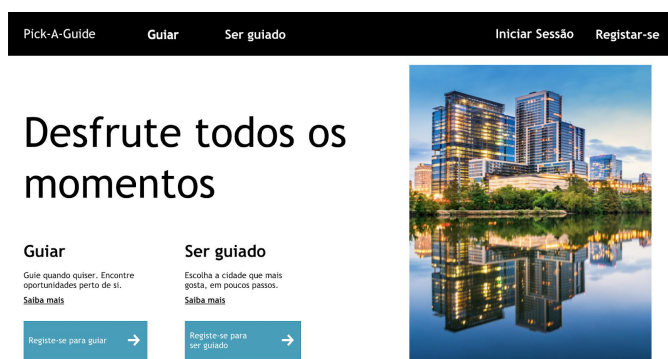 Pick-A-Guide Guiar Ser guiado Iniciar Sessão Registar-se
Desfrute todos os
momentos
Guiar
Guie quando quiser. Encontre
oportunidades perto de si.
Saiba mais
Registe-se para guiar
Ser guiado
Escolha a cidade que mais
gosta, em poucos passos.
Saiba mais
Registe-se para
ser guiado